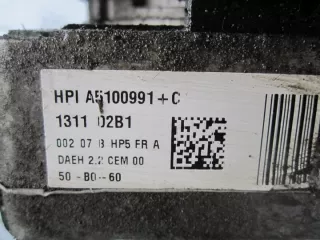 HPI A5100991+C
1311 02B1
002 07 B HP5 FR A
DAEH 2.2 CEM 00
50-B0-60